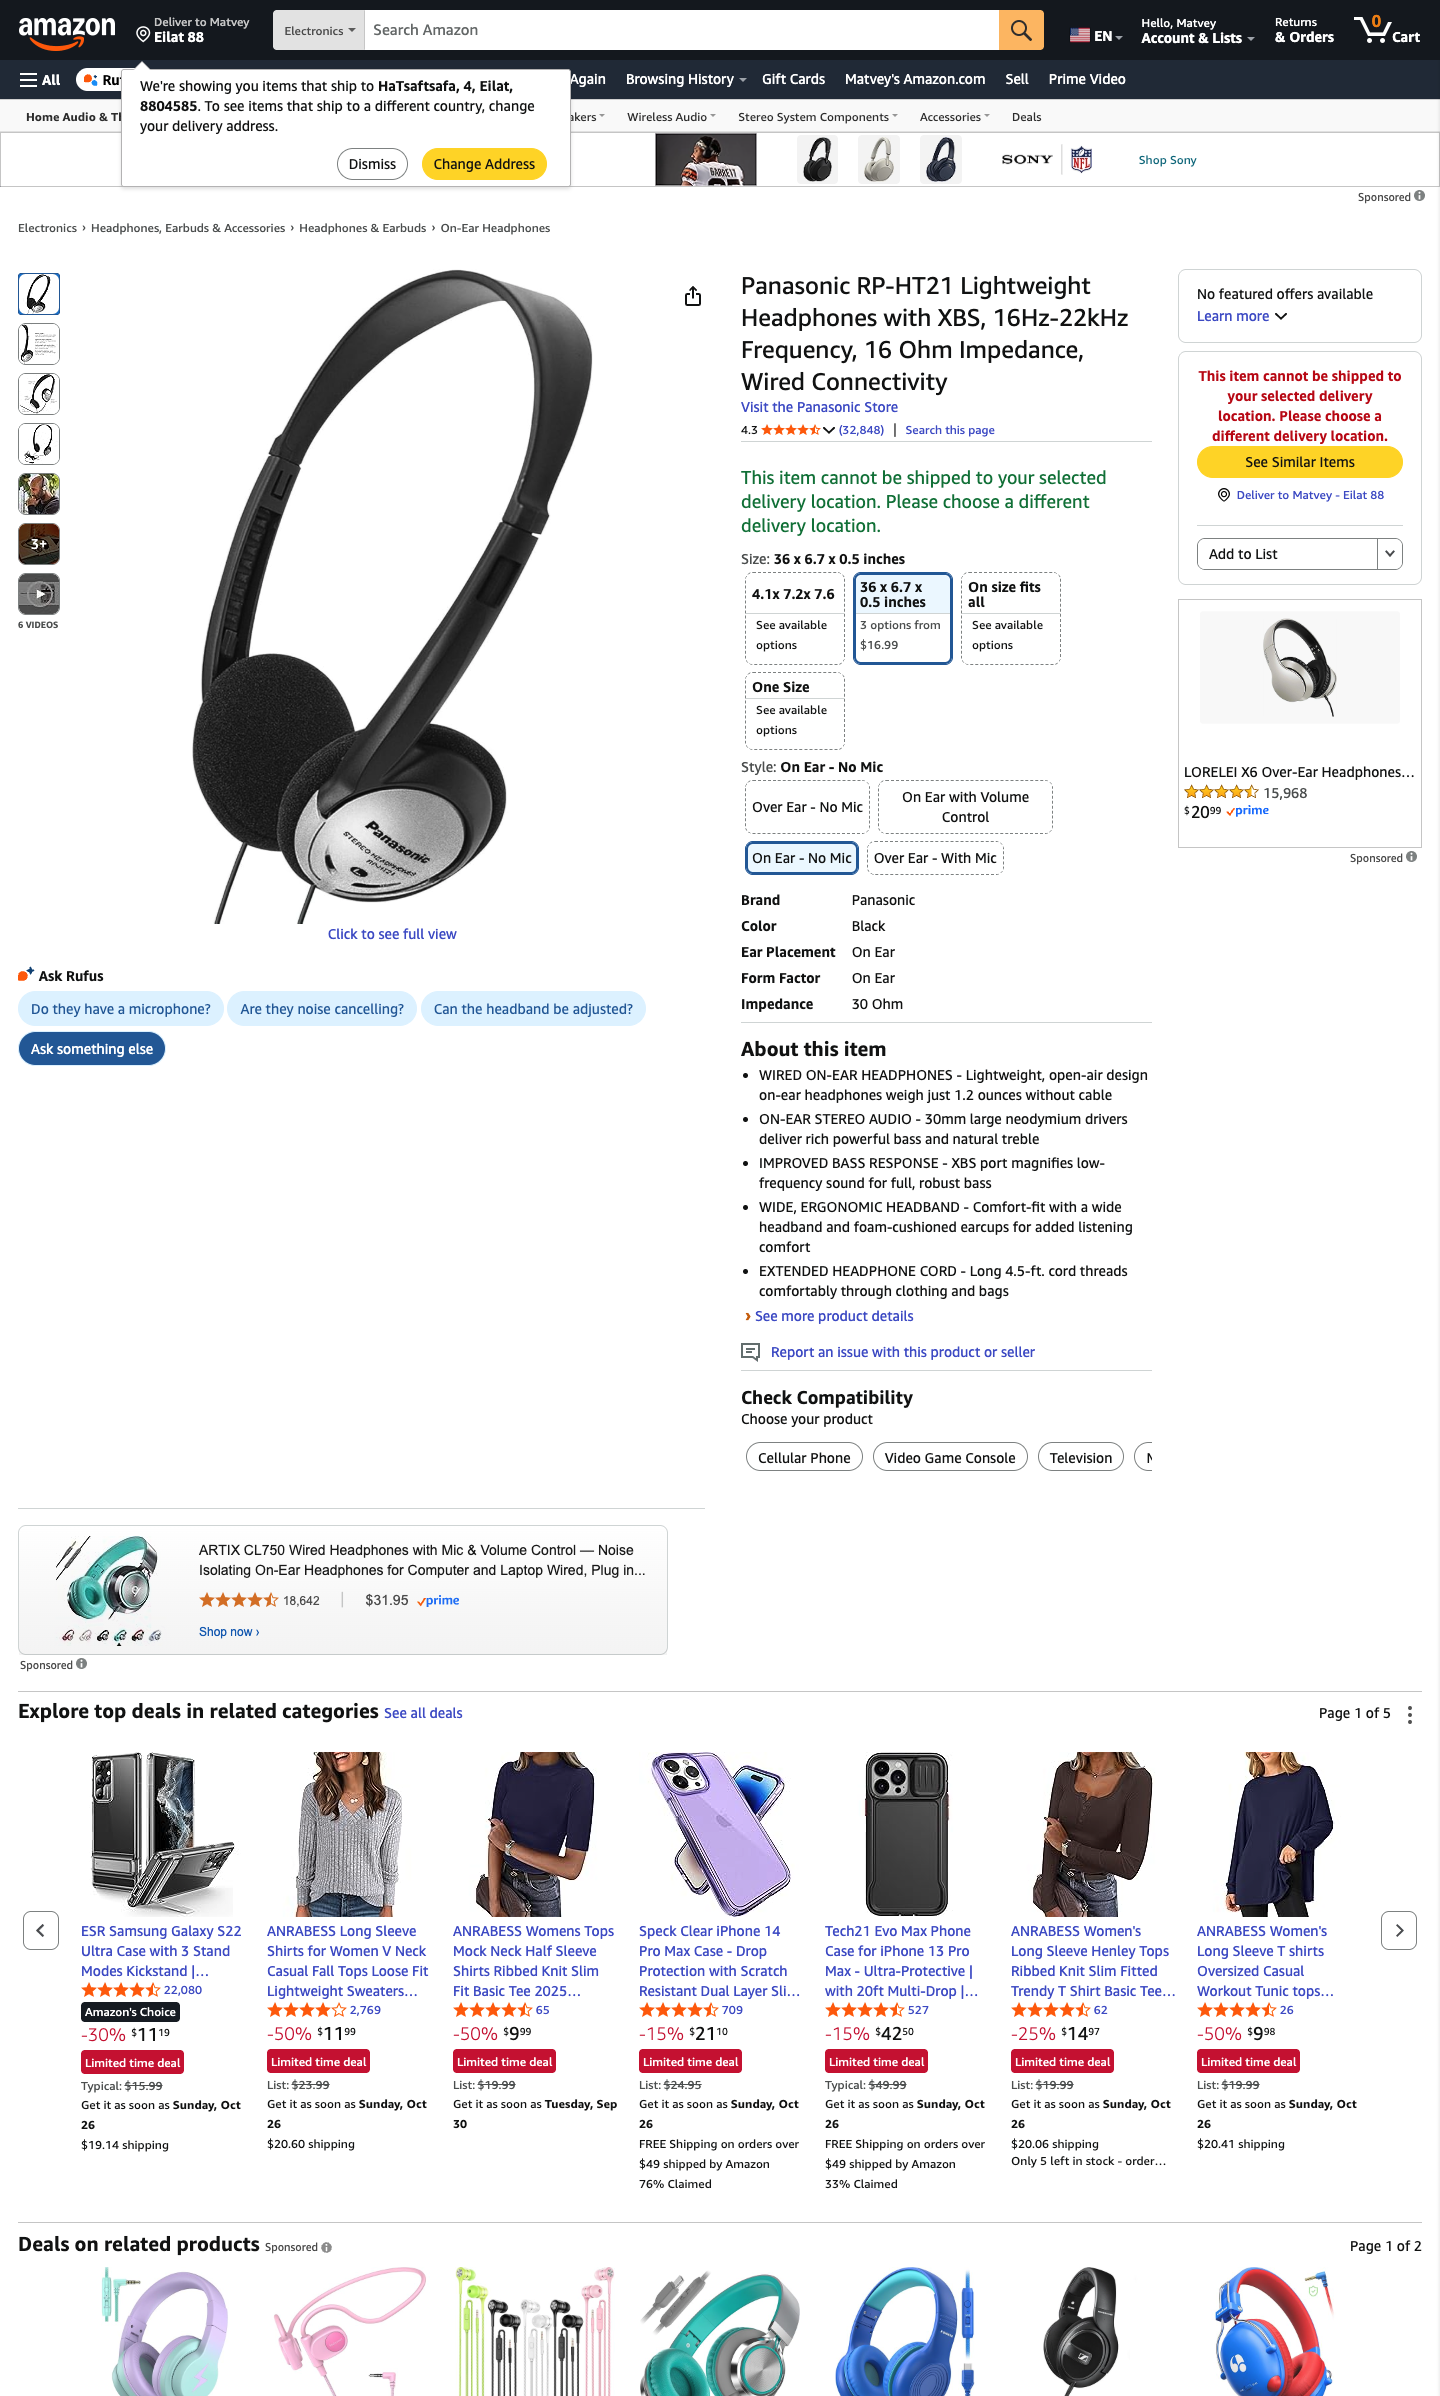 amazon
Deliver to Matvey
Eilat 88
Electronics
Search Amazon
EN
Hello, Matvey
Account & Lists
Returns
& Orders
0
Cart
All
Again
Browsing History
Gift Cards
Matvey's Amazon.com
Sell
Prime Video
We're showing you items that ship to HaTsaftsafa, 4, Eilat,
8804585. To see items that ship to a different country, change
your delivery address.
Dismiss
Change Address
Home Audio &
Wireless Audio
Stereo System Components
Accessories
Deals
GARRETT
SONY
NFL
Shop Sony
Sponsored
Electronics › Headphones, Earbuds & Accessories › Headphones & Earbuds › On-Ear Headphones
3+
6 VIDEOS
Panasonic
STEREO HEADPHONES
RP-HT21
L
Click to see full view
Ask Rufus
Do they have a microphone?
Are they noise cancelling?
Can the headband be adjusted?
Ask something else
Panasonic RP-HT21 Lightweight
Headphones with XBS, 16Hz-22kHz
Frequency, 16 Ohm Impedance,
Wired Connectivity
Visit the Panasonic Store
4.3 (32,848) | Search this page
This item cannot be shipped to your selected
delivery location. Please choose a different
delivery location.
Size: 36 x 6.7 x 0.5 inches
4.1x 7.2x 7.6
See available
options
36 x 6.7 x
0.5 inches
3 options from
$16.99
On size fits
all
See available
options
One Size
See available
options
Style: On Ear - No Mic
Over Ear - No Mic
On Ear with Volume
Control
On Ear - No Mic
Over Ear - With Mic
Brand Panasonic
Color Black
Ear Placement On Ear
Form Factor On Ear
Impedance 30 Ohm
About this item
• WIRED ON-EAR HEADPHONES - Lightweight, open-air design
on-ear headphones weigh just 1.2 ounces without cable
• ON-EAR STEREO AUDIO - 30mm large neodymium drivers
deliver rich powerful bass and natural treble
• IMPROVED BASS RESPONSE - XBS port magnifies low-
frequency sound for full, robust bass
• WIDE, ERGONOMIC HEADBAND - Comfort-fit with a wide
headband and foam-cushioned earcups for added listening
comfort
• EXTENDED HEADPHONE CORD - Long 4.5-ft. cord threads
comfortably through clothing and bags
› See more product details
Report an issue with this product or seller
Check Compatibility
Choose your product
Cellular Phone
Video Game Console
Television
No featured offers available
Learn more
This item cannot be shipped to
your selected delivery
location. Please choose a
different delivery location.
See Similar Items
Deliver to Matvey - Eilat 88
Add to List
LORELEI X6 Over-Ear Headphones...
15,968
$20.99 prime
Sponsored
ARTIX CL750 Wired Headphones with Mic & Volume Control — Noise
Isolating On-Ear Headphones for Computer and Laptop Wired, Plug in...
18,642 | $31.95 prime
Shop now ›
Sponsored
Explore top deals in related categories See all deals
Page 1 of 5
ESR Samsung Galaxy S22
Ultra Case with 3 Stand
Modes Kickstand |...
22,080
Amazon's Choice
-30% $11.19
Limited time deal
Typical: $15.99
Get it as soon as Sunday, Oct
26
$19.14 shipping
ANRABESS Long Sleeve
Shirts for Women V Neck
Casual Fall Tops Loose Fit
Lightweight Sweaters...
2,769
-50% $11.99
Limited time deal
List: $23.99
Get it as soon as Sunday, Oct
26
$20.60 shipping
ANRABESS Womens Tops
Mock Neck Half Sleeve
Shirts Ribbed Knit Slim
Fit Basic Tee 2025...
65
-50% $9.99
Limited time deal
List: $19.99
Get it as soon as Tuesday, Sep
30
Speck Clear iPhone 14
Pro Max Case - Drop
Protection with Scratch
Resistant Dual Layer Sli...
709
-15% $21.10
Limited time deal
List: $24.95
Get it as soon as Sunday, Oct
26
FREE Shipping on orders over
$49 shipped by Amazon
76% Claimed
Tech21 Evo Max Phone
Case for iPhone 13 Pro
Max - Ultra-Protective |
with 20ft Multi-Drop |...
527
-15% $42.50
Limited time deal
Typical: $49.99
Get it as soon as Sunday, Oct
26
FREE Shipping on orders over
$49 shipped by Amazon
33% Claimed
ANRABESS Women's
Long Sleeve Henley Tops
Ribbed Knit Slim Fitted
Trendy T Shirt Basic Tee...
62
-25% $14.97
Limited time deal
List: $19.99
Get it as soon as Sunday, Oct
26
$20.06 shipping
Only 5 left in stock - order...
ANRABESS Women's
Long Sleeve T shirts
Oversized Casual
Workout Tunic tops...
26
-50% $9.98
Limited time deal
List: $19.99
Get it as soon as Sunday, Oct
26
$20.41 shipping
Deals on related products Sponsored
Page 1 of 2